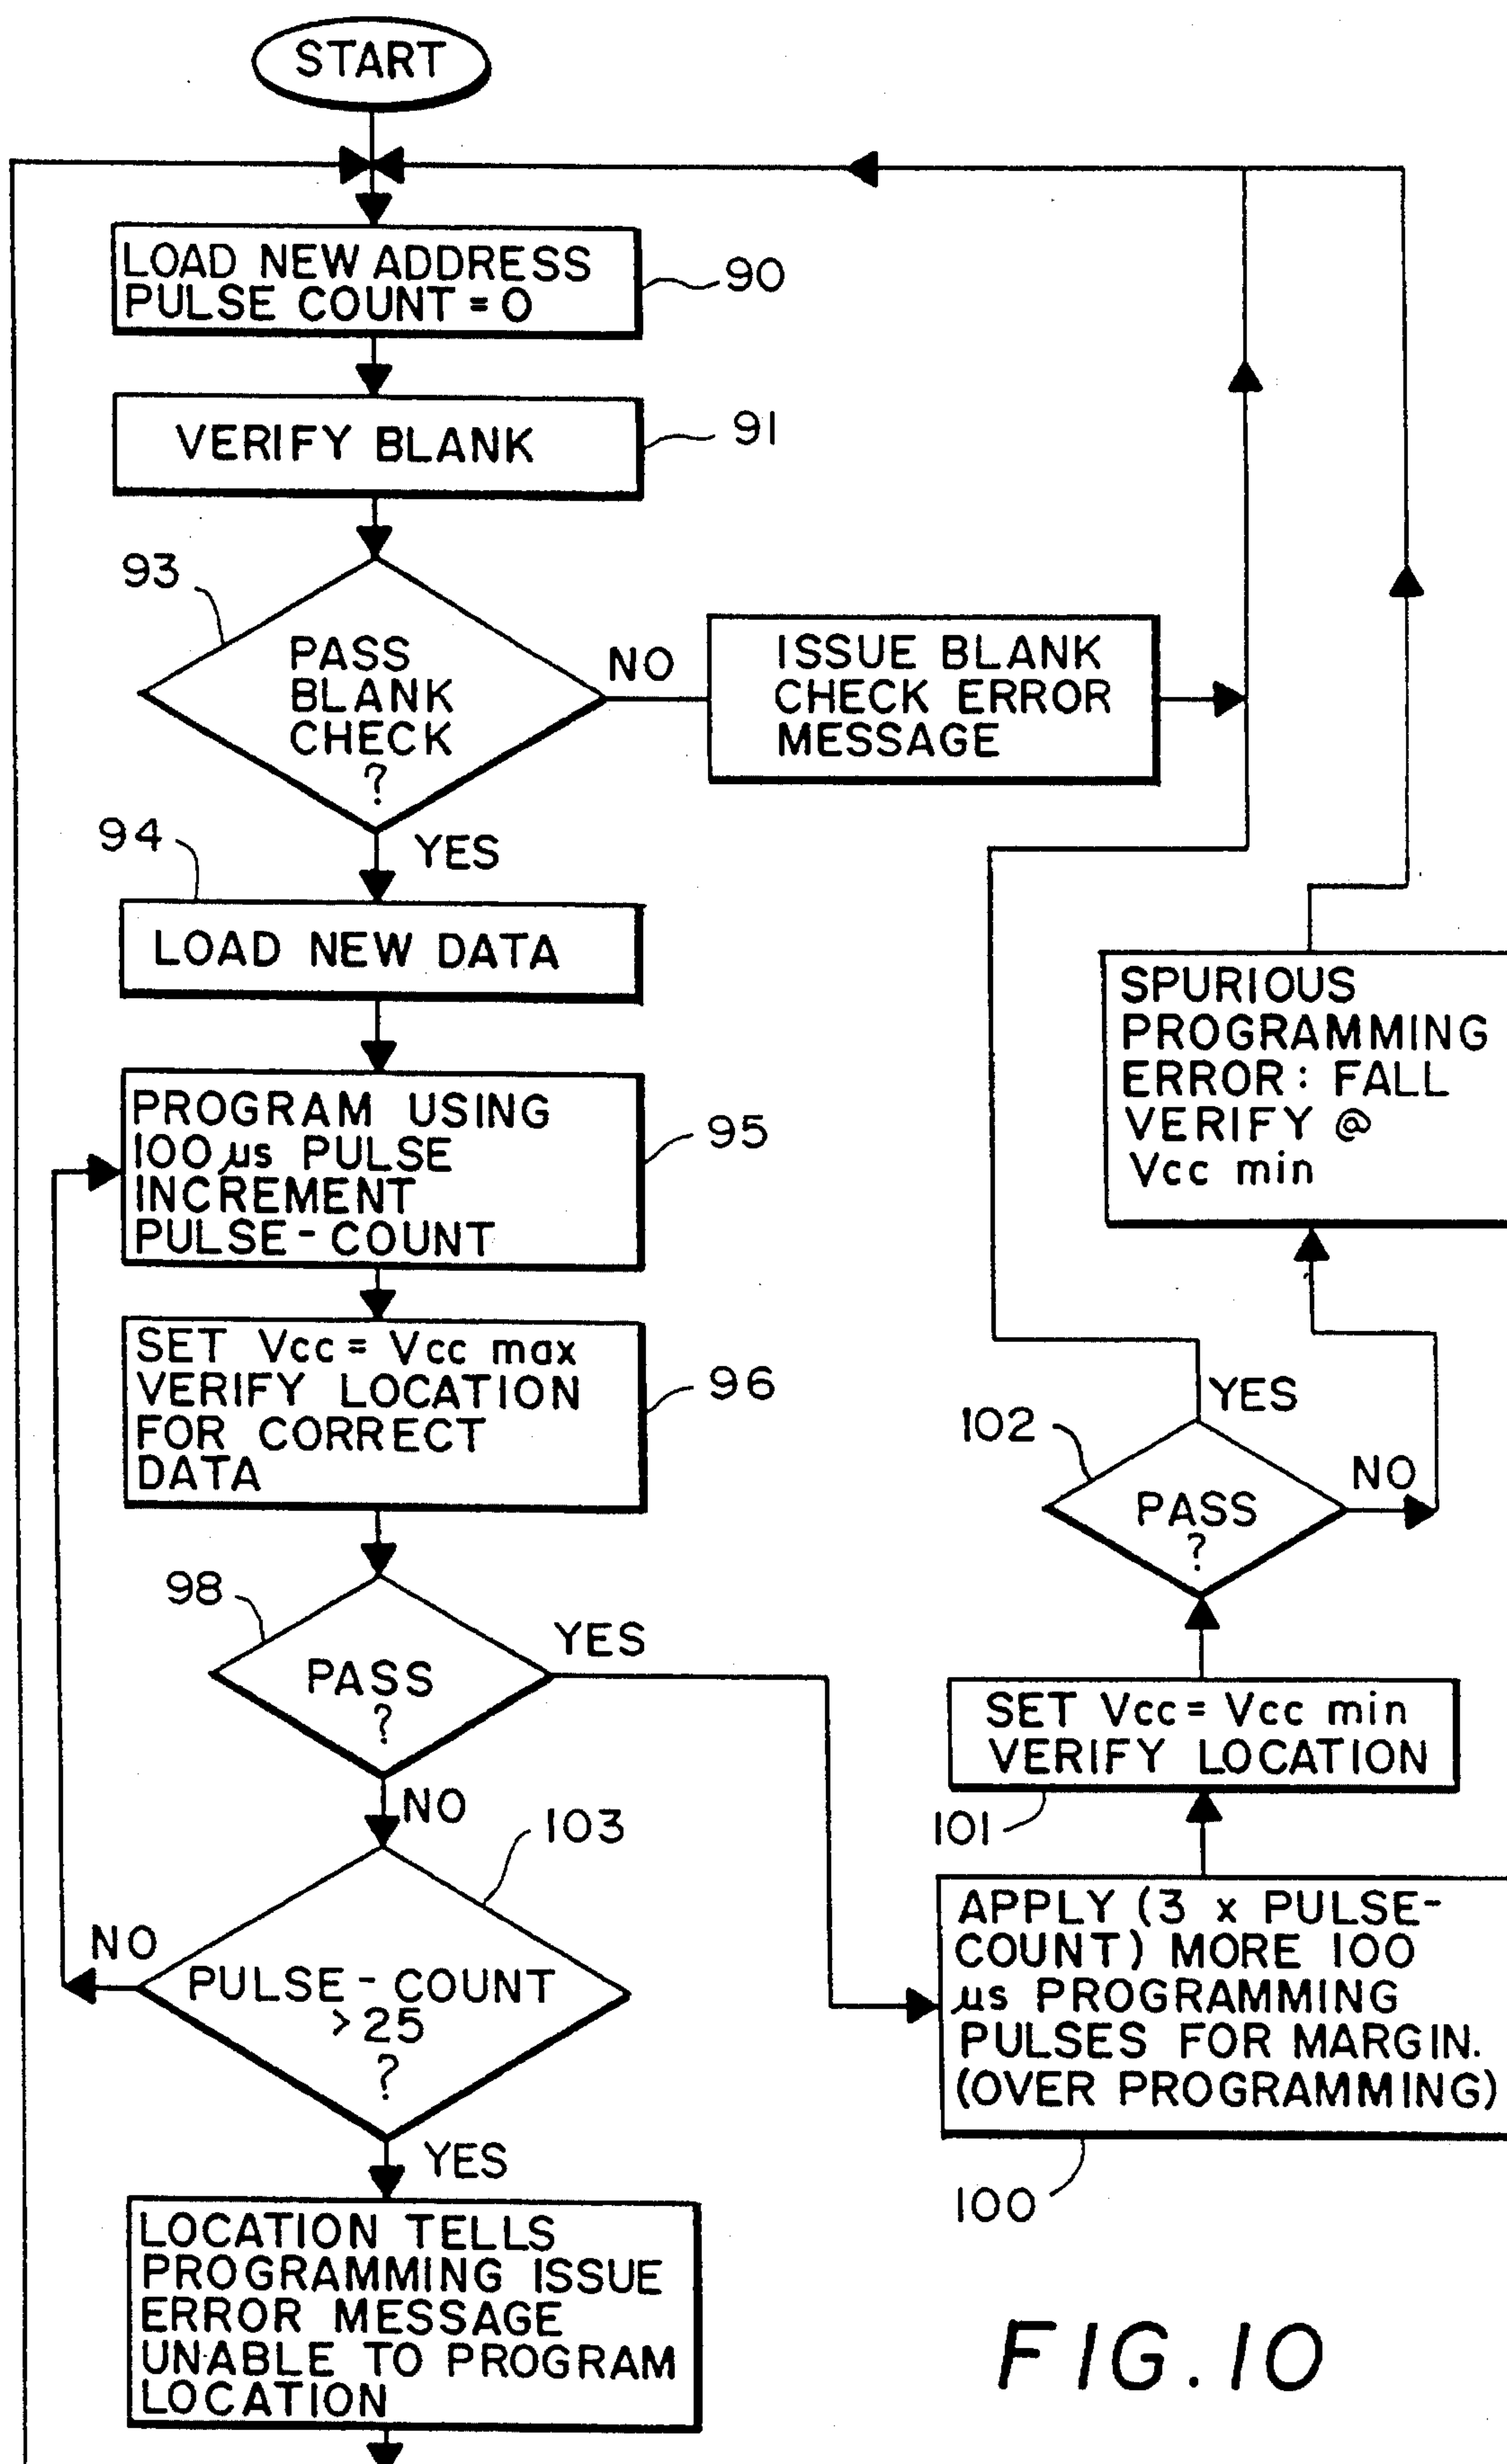 START
LOAD NEW ADDRESS
PULSE COUNT = 0
90
VERIFY BLANK
91
93
PASS
BLANK
CHECK
?
NO
ISSUE BLANK
CHECK ERROR
MESSAGE
YES
94
LOAD NEW DATA
PROGRAM USING
100 µs PULSE
INCREMENT
PULSE-COUNT
95
SET Vcc = Vcc max
VERIFY LOCATION
FOR CORRECT
DATA
96
98
PASS
?
YES
NO
103
PULSE-COUNT
>25
?
NO
YES
LOCATION TELLS
PROGRAMMING ISSUE
ERROR MESSAGE
UNABLE TO PROGRAM
LOCATION
SPURIOUS
PROGRAMMING
ERROR: FALL
VERIFY @
Vcc min
YES
102
NO
PASS
?
SET Vcc = Vcc min
VERIFY LOCATION
101
APPLY (3 x PULSE-
COUNT) MORE 100
µs PROGRAMMING
PULSES FOR MARGIN.
(OVER PROGRAMMING)
100
FIG.10